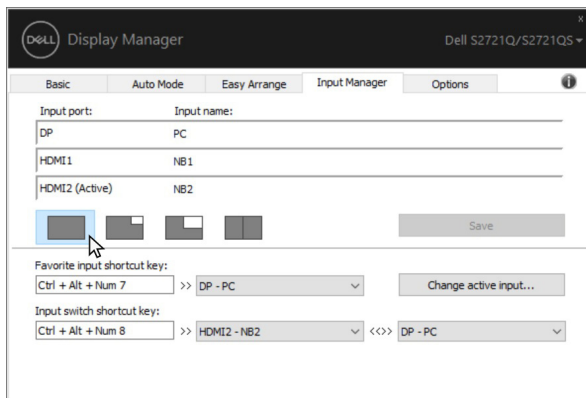 DELL Display Manager Dell S2721Q/S2721QS
x
Basic Auto Mode Easy Arrange Input Manager Options
Input port: Input name:
DP PC
HDMI1 NB1
HDMI2 (Active) NB2
Save
Favorite input shortcut key:
Ctrl + Alt + Num 7 >> DP - PC Change active input...
Input switch shortcut key:
Ctrl + Alt + Num 8 >> HDMI2 - NB2 <<>> DP - PC